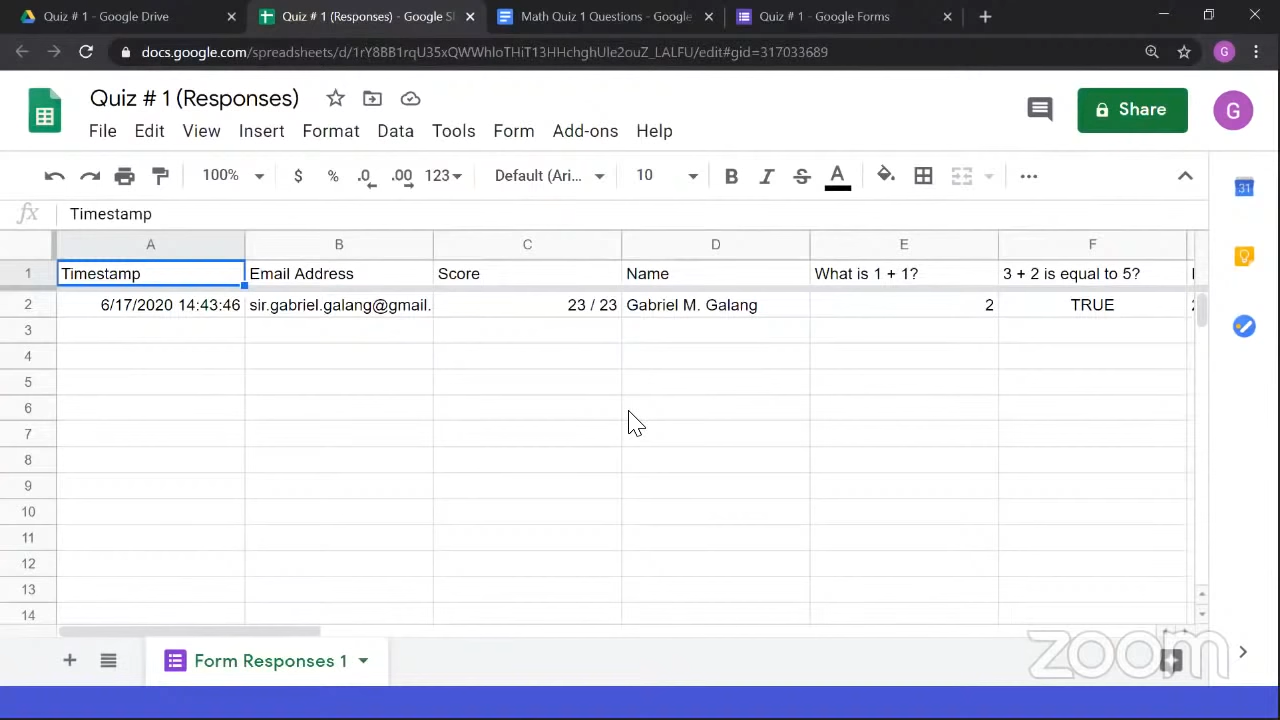 Quiz # 1 - Google Drive
Quiz # 1 (Responses) - Google S
Math Quiz 1 Questions - Google
Quiz # 1 - Google Forms
docs.google.com/spreadsheets/d/1rY8BB1rqU35xQWWhIoTHiT13HHchghUle2ouZ_LALFU/edit#gid=317033689
G
Quiz # 1 (Responses)
Share
G
File Edit View Insert Format Data Tools Form Add-ons Help
100% $ % .0 .00 123 Default (Ari... 10 B I S A
31
fx Timestamp
A B C D E F
1 Timestamp Email Address Score Name What is 1 + 1? 3 + 2 is equal to 5?
2 6/17/2020 14:43:46 sir.gabriel.galang@gmail. 23 / 23 Gabriel M. Galang 2 TRUE
3
4
5
6
7
8
9
10
11
12
13
14
Form Responses 1
zoom